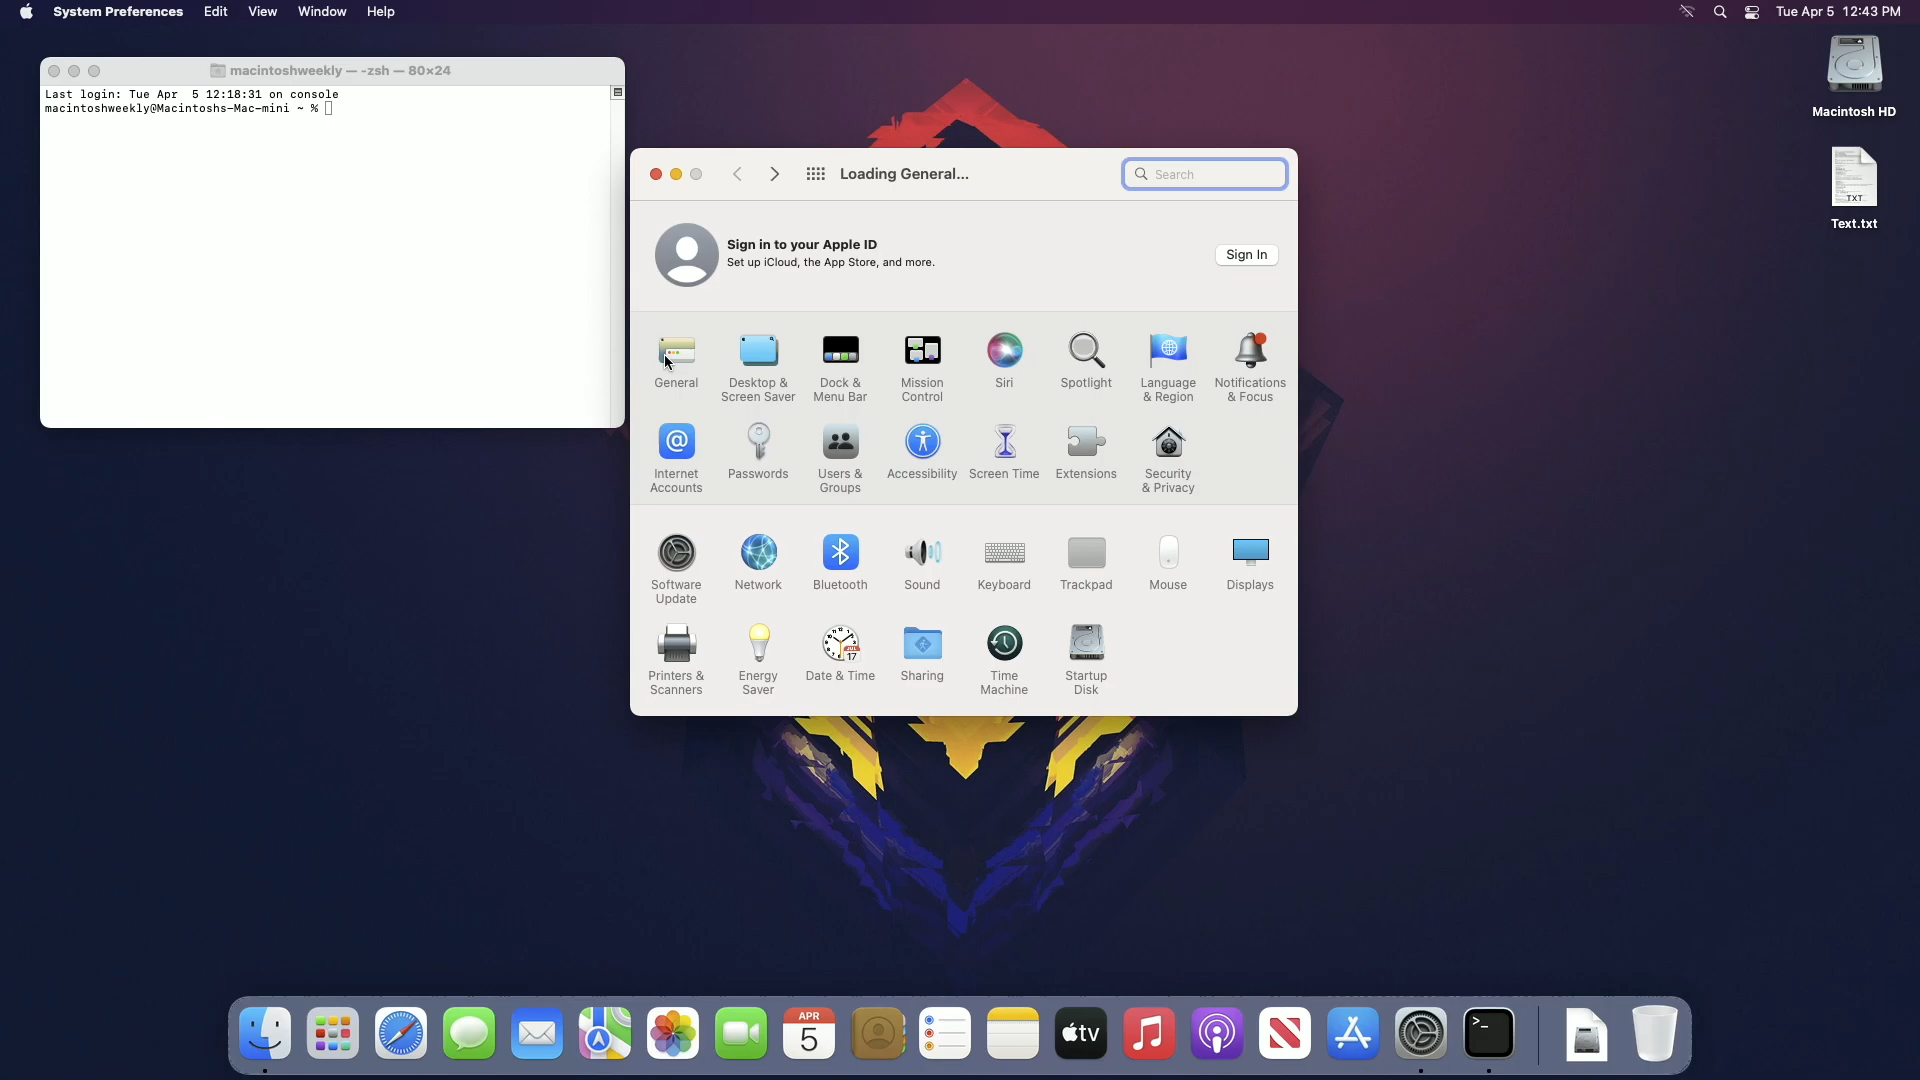 System Preferences Edit View Window Help
Tue Apr 5 12:43 PM
macintoshweekly — -zsh — 80×24
Last login: Tue Apr  5 12:18:31 on console
macintoshweekly@Macintoshs-Mac-mini ~ %
Macintosh HD
TXT
Text.txt
Loading General...
Search
Sign in to your Apple ID
Set up iCloud, the App Store, and more.
Sign In
General
Desktop &
Screen Saver
Dock &
Menu Bar
Mission
Control
Siri
Spotlight
Language
& Region
Notifications
& Focus
@
Internet
Accounts
Passwords
Users &
Groups
Accessibility
Screen Time
Extensions
Security
& Privacy
Software
Update
Network
Bluetooth
Sound
Keyboard
Trackpad
Mouse
Displays
JUL
17
Printers &
Scanners
Energy
Saver
Date & Time
Sharing
Time
Machine
Startup
Disk
APR
5
tv
>_